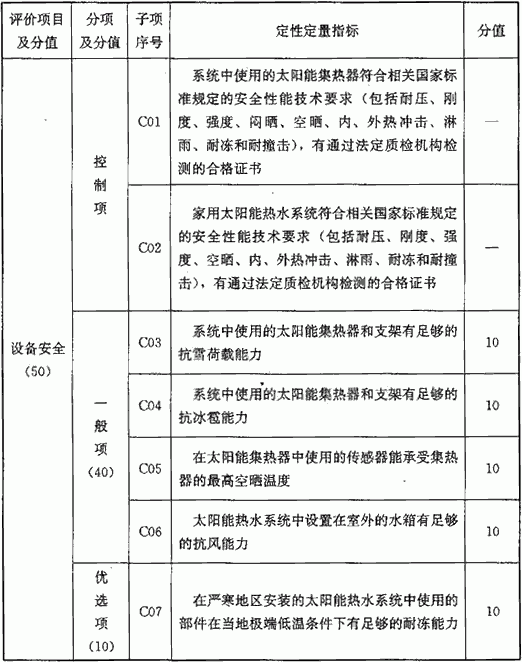 评价项目及分值
分项及分值
子项序号
定性定量指标
分值
设备安全
(50)
控制项
C01
系统中使用的太阳能集热器符合相关国家标
准规定的安全性能技术要求（包括耐压、刚
度、强度、闷晒、空晒、内、外热冲击、淋
雨、耐冻和耐撞击），有通过法定质检机构检
测的合格证书
—
C02
家用太阳能热水系统符合相关国家标准规定
的安全性能技术要求（包括耐压、刚度、强
度、空晒、内、外热冲击、淋雨、耐冻和耐撞
击），有通过法定质检机构检测的合格证书
—
一般项
(40)
C03
系统中使用的太阳能集热器和支架有足够的
抗雪荷载能力
10
C04
系统中使用的太阳能集热器和支架有足够的
抗冰雹能力
10
C05
在太阳能集热器中使用的传感器能承受集热
器的最高空晒温度
10
C06
太阳能热水系统中设置在室外的水箱有足够
的抗风能力
10
优选项
(10)
C07
在严寒地区安装的太阳能热水系统中使用的
部件在当地极端低温条件下有足够的耐冻能力
10